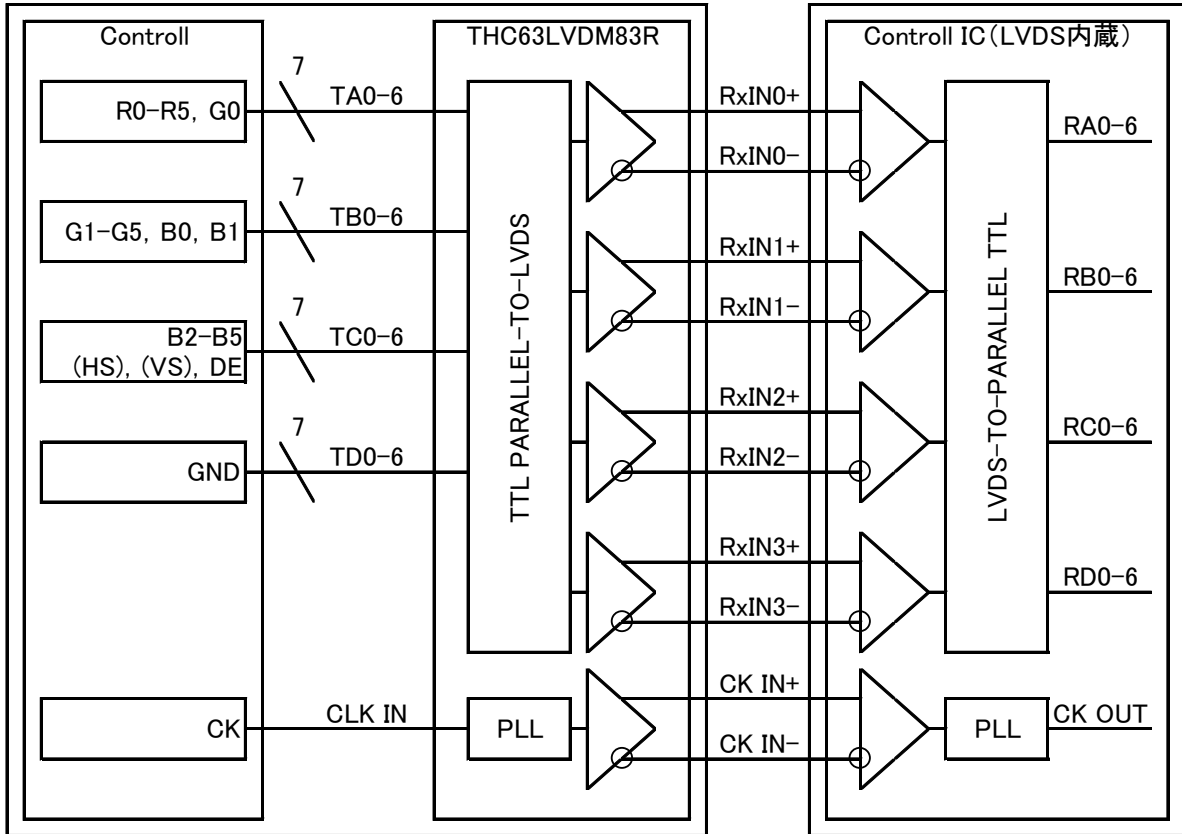 Controll
THC63LVDM83R
Controll IC（LVDS内蔵）
R0-R5, G0
7
TA0-6
RxIN0+
RxIN0-
RA0-6
G1-G5, B0, B1
7
TB0-6
RxIN1+
RxIN1-
RB0-6
B2-B5
(HS), (VS), DE
7
TC0-6
RxIN2+
RxIN2-
RC0-6
GND
7
TD0-6
RxIN3+
RxIN3-
RD0-6
TTL PARALLEL-TO-LVDS
LVDS-TO-PARALLEL TTL
CK
CLK IN
PLL
CK IN+
CK IN-
PLL
CK OUT